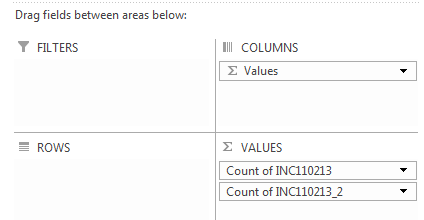 Drag fields between areas below:
FILTERS
COLUMNS
Σ Values
ROWS
Σ VALUES
Count of INC110213
Count of INC110213_2